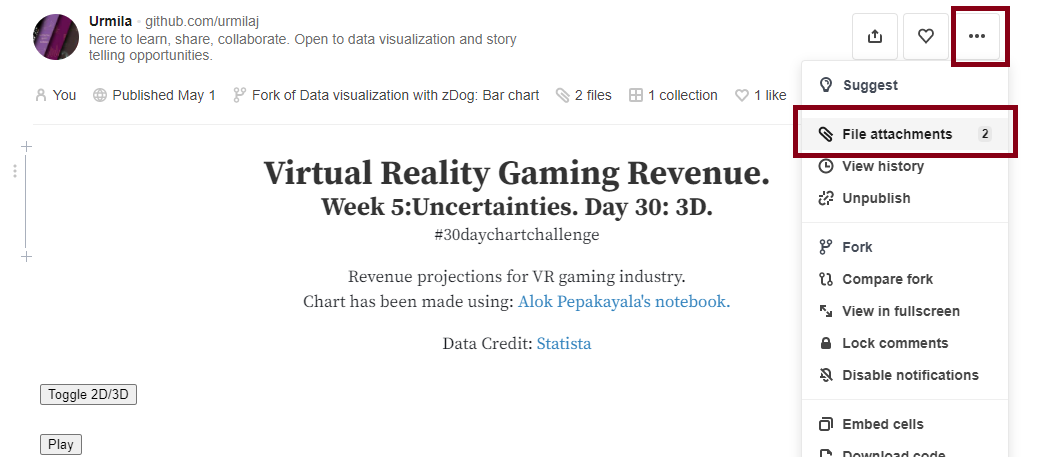 Urmila · github.com/urmilaj
here to learn, share, collaborate. Open to data visualization and story
telling opportunities.
You Published May 1 Fork of Data visualization with zDog: Bar chart 2 files 1 collection 1 like
Suggest
File attachments 2
View history
Unpublish
Fork
Compare fork
View in fullscreen
Lock comments
Disable notifications
Embed cells
Download code
Virtual Reality Gaming Revenue.
Week 5:Uncertainties. Day 30: 3D.
#30daychartchallenge
Revenue projections for VR gaming industry.
Chart has been made using: Alok Pepakayala's notebook.
Data Credit: Statista
Toggle 2D/3D
Play